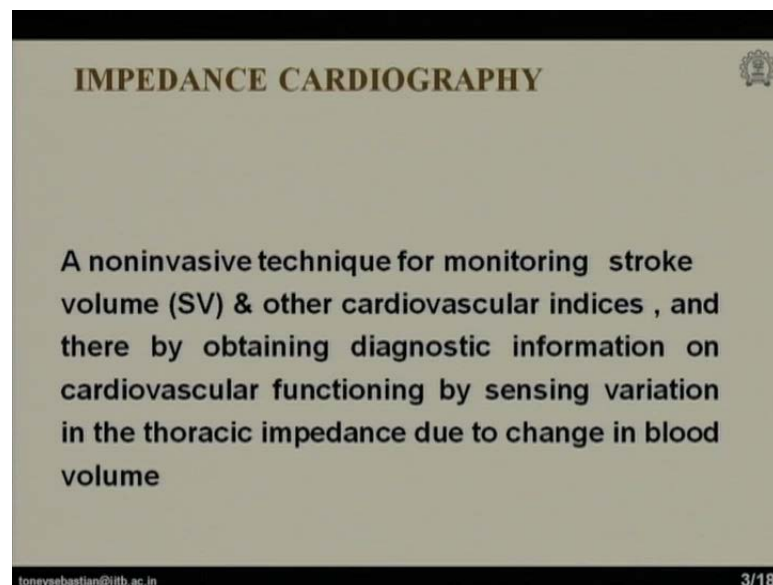 IMPEDANCE CARDIOGRAPHY
A noninvasive technique for monitoring stroke
volume (SV) & other cardiovascular indices , and
there by obtaining diagnostic information on
cardiovascular functioning by sensing variation
in the thoracic impedance due to change in blood
volume
toneysebastian@iitb.ac.in
3/18